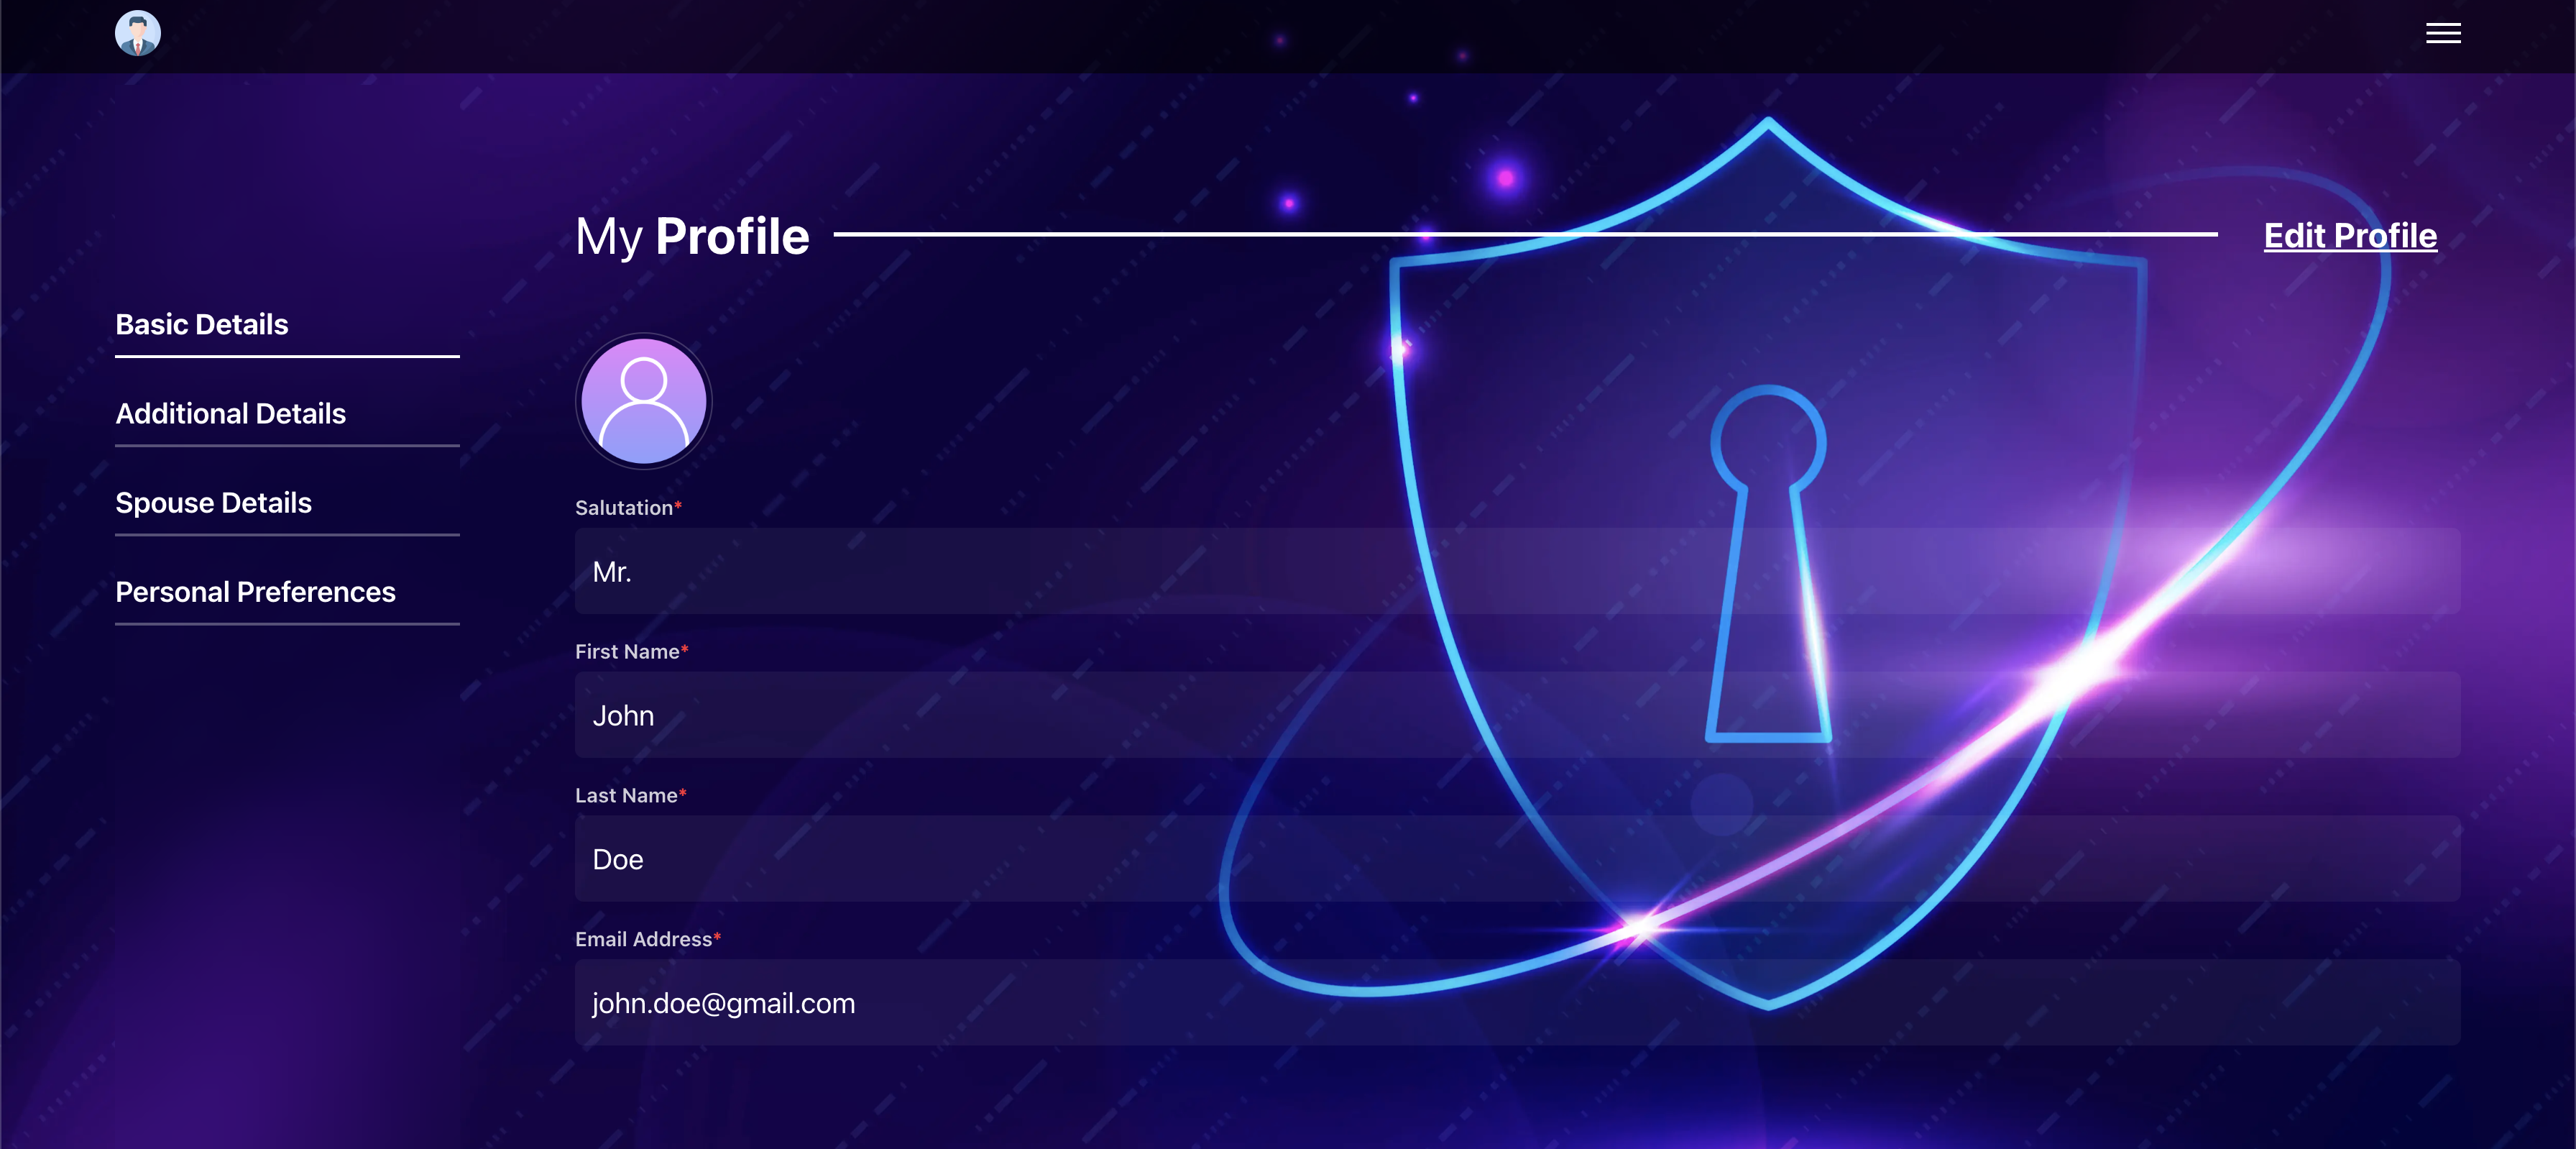 My Profile
Edit Profile
Basic Details
Additional Details
Spouse Details
Personal Preferences
Salutation*
Mr.
First Name*
John
Last Name*
Doe
Email Address*
john.doe@gmail.com